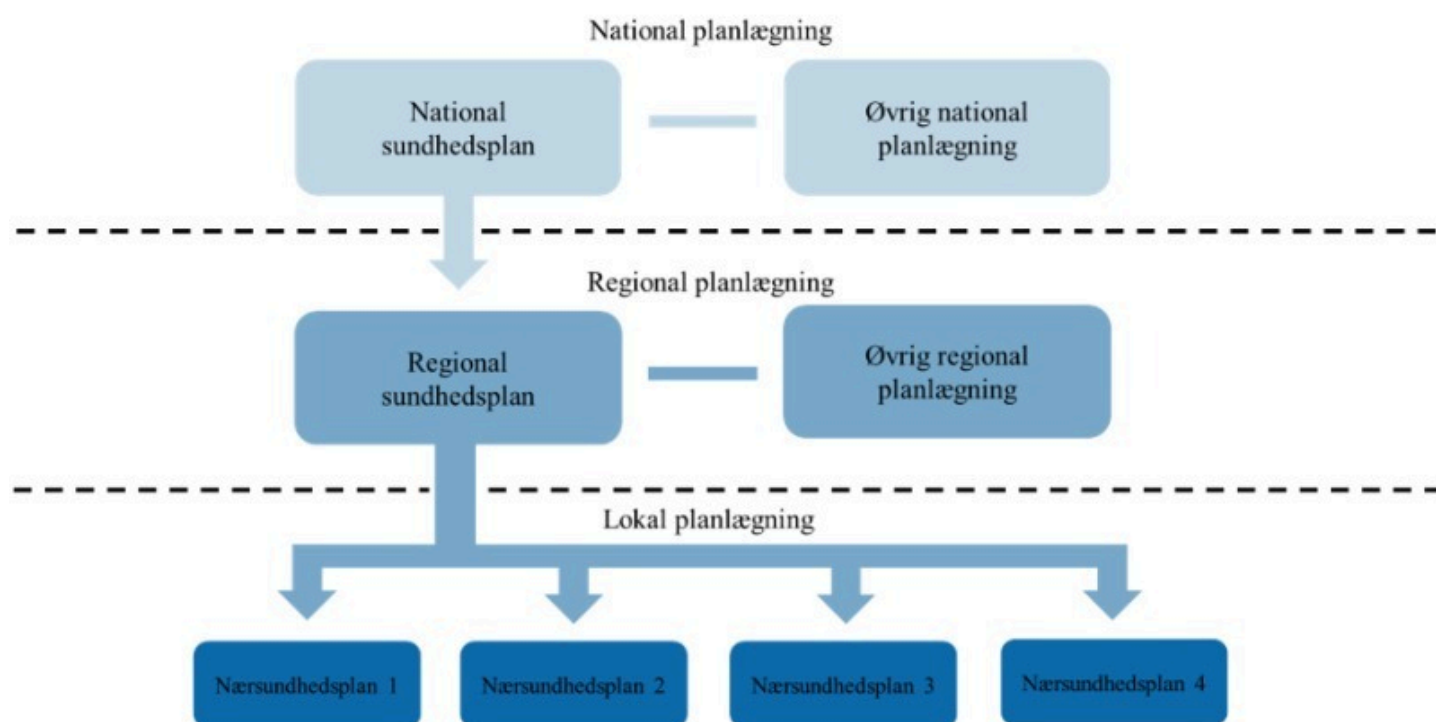 National planlægning
National
sundhedsplan
Øvrig national
planlægning
Regional planlægning
Regional
sundhedsplan
Øvrig regional
planlægning
Lokal planlægning
Nærsundhedsplan 1
Nærsundhedsplan 2
Nærsundhedsplan 3
Nærsundhedsplan 4